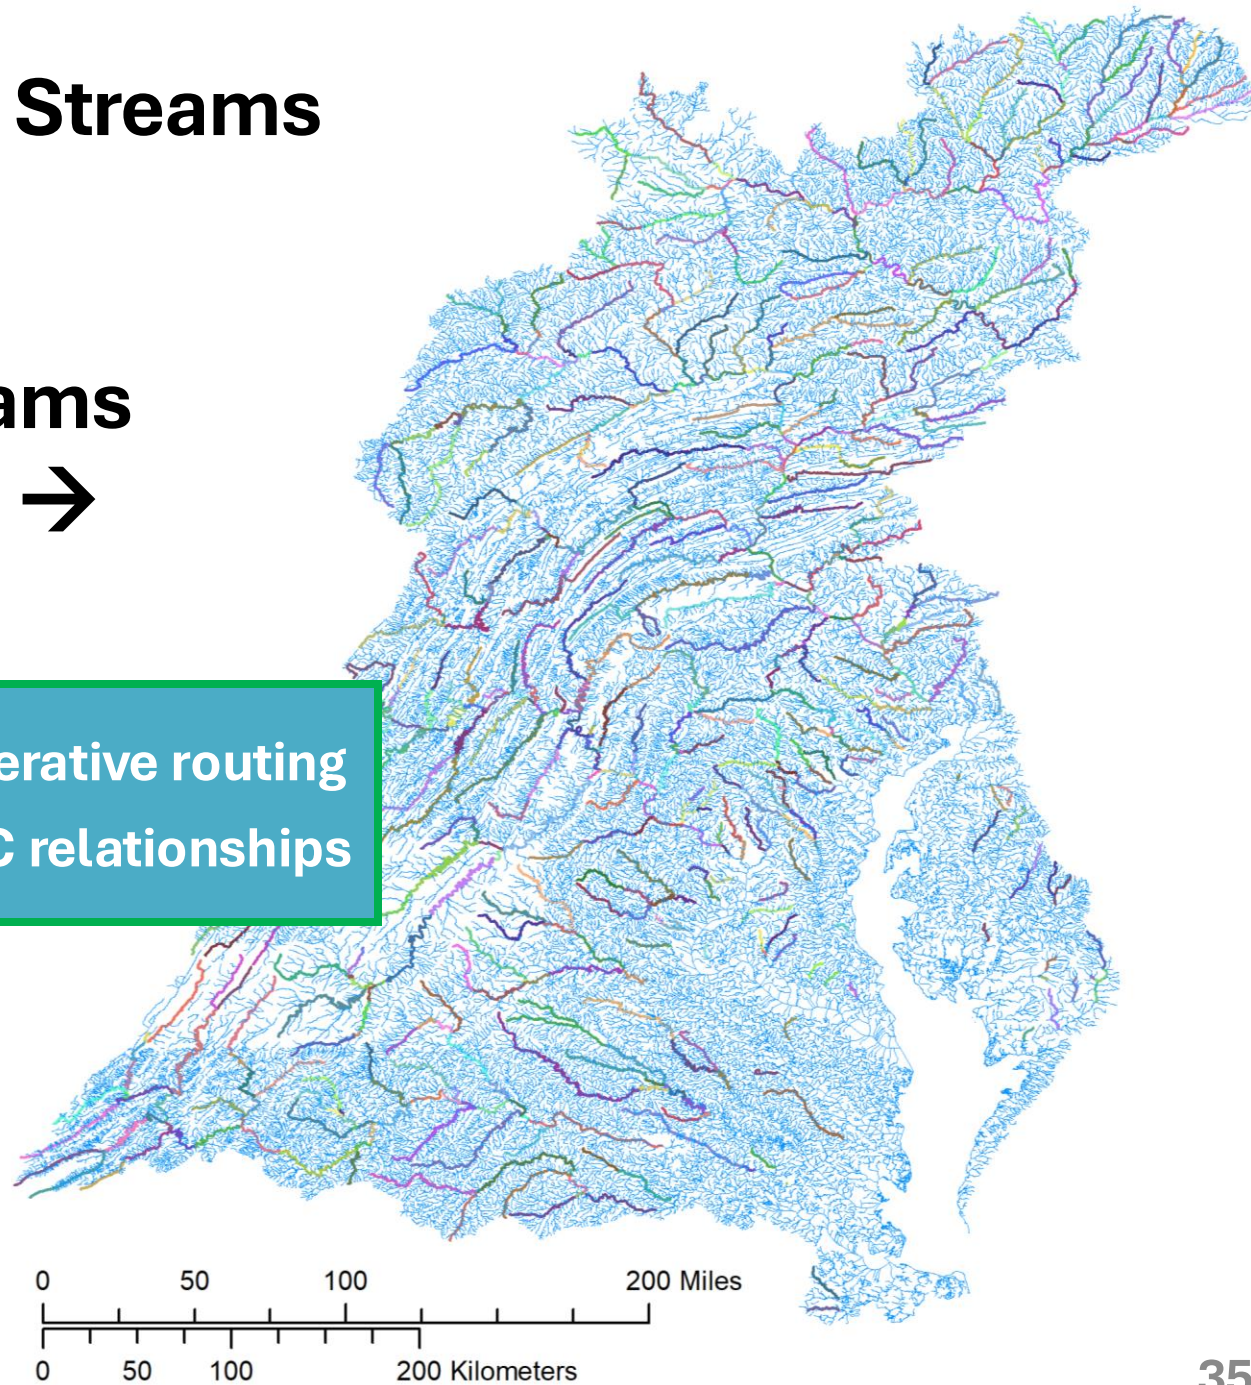 Streams
ams
→
erative routing
C relationships
0 50 100 200 Miles
0 50 100 200 Kilometers
35